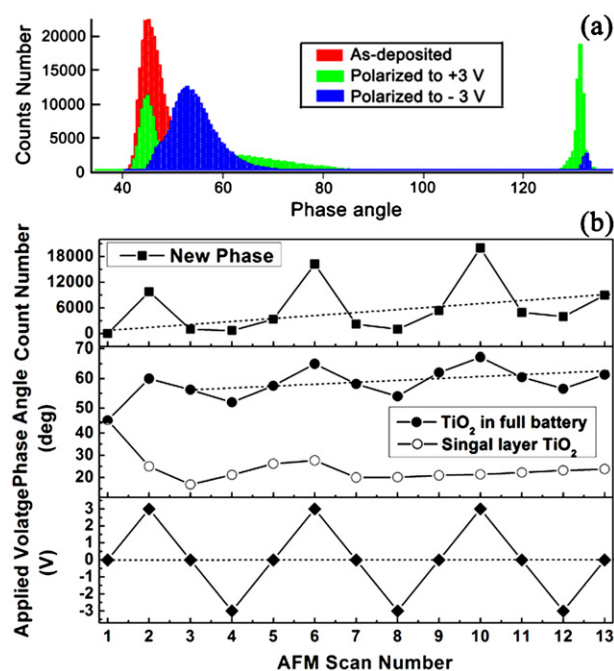 (a)
20000
15000
10000
5000
0
Counts Number
As-deposited
Polarized to +3 V
Polarized to - 3 V
40 60 80 100 120
Phase angle
(b)
18000
12000
6000
0
Count Number
New Phase
70
60
50
40
30
20
Phase Angle
(deg)
TiO2 in full battery
Singal layer TiO2
3
2
1
0
-1
-2
-3
Applied Volatge
(V)
1 2 3 4 5 6 7 8 9 10 11 12 13
AFM Scan Number